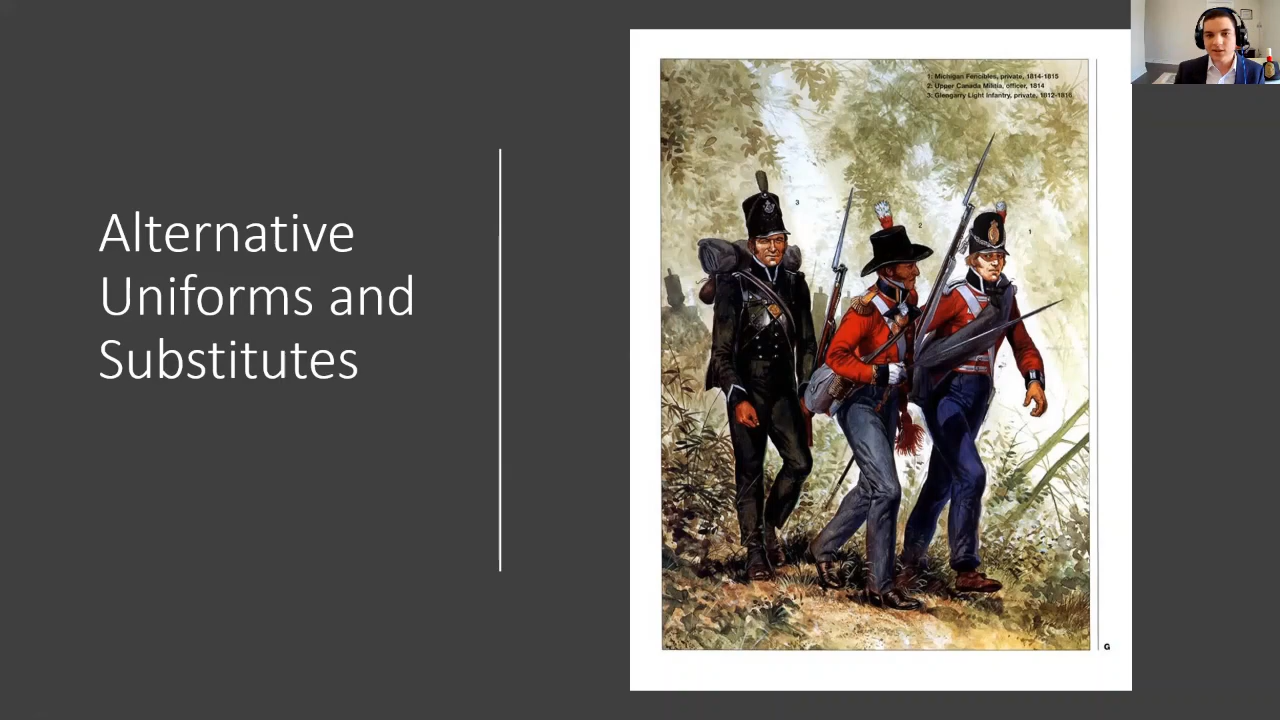 Alternative
Uniforms and
Substitutes
1: Michigan Fencibles, private, 1814-1815
2: Upper Canada Militia, officer, 1814
3: Glengarry Light Infantry, private, 1812-1816
3
2
1
G